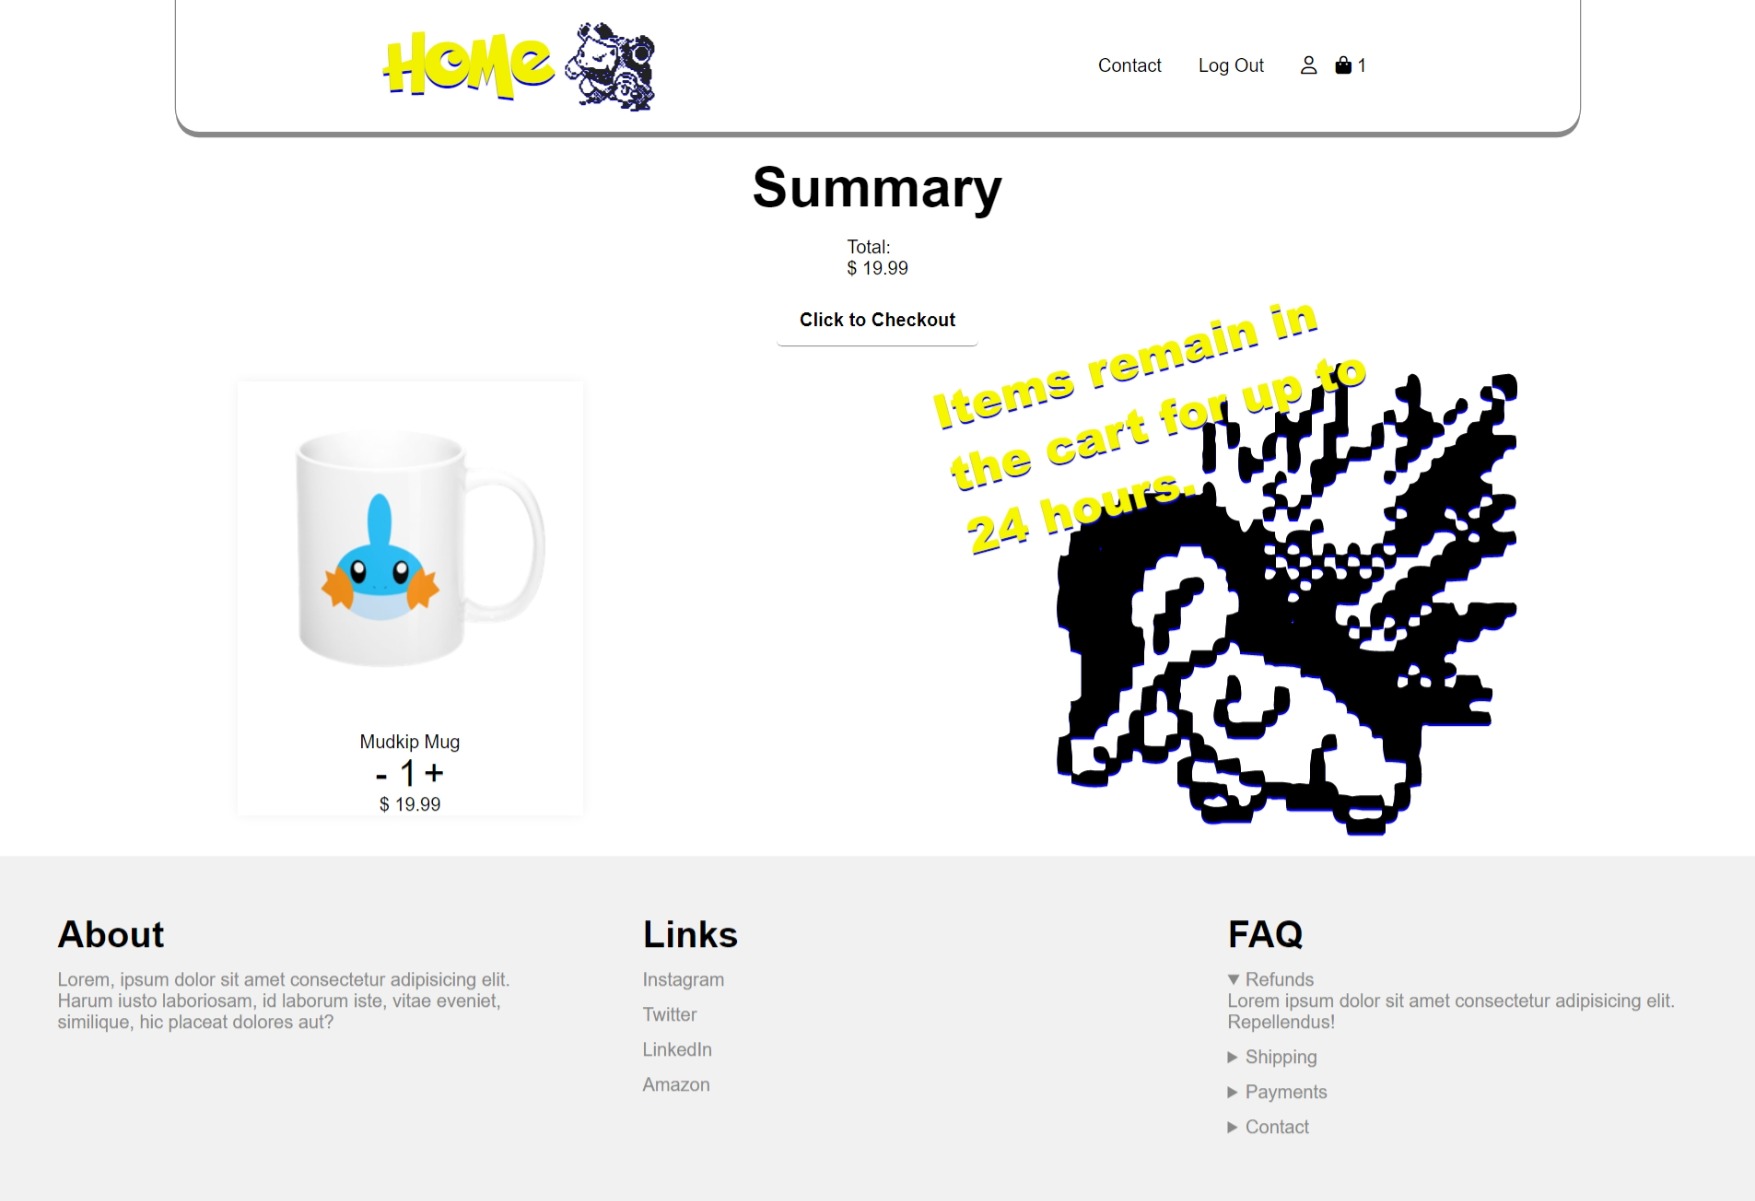 HOMe
Contact
Log Out
1
Summary
Total:
$ 19.99
Click to Checkout
Items remain in
the cart for up to
24 hours.
Mudkip Mug
- 1 +
$ 19.99
About
Lorem, ipsum dolor sit amet consectetur adipisicing elit.
Harum iusto laboriosam, id laborum iste, vitae eveniet,
similique, hic placeat dolores aut?
Links
Instagram
Twitter
LinkedIn
Amazon
FAQ
Refunds
Lorem ipsum dolor sit amet consectetur adipisicing elit.
Repellendus!
Shipping
Payments
Contact